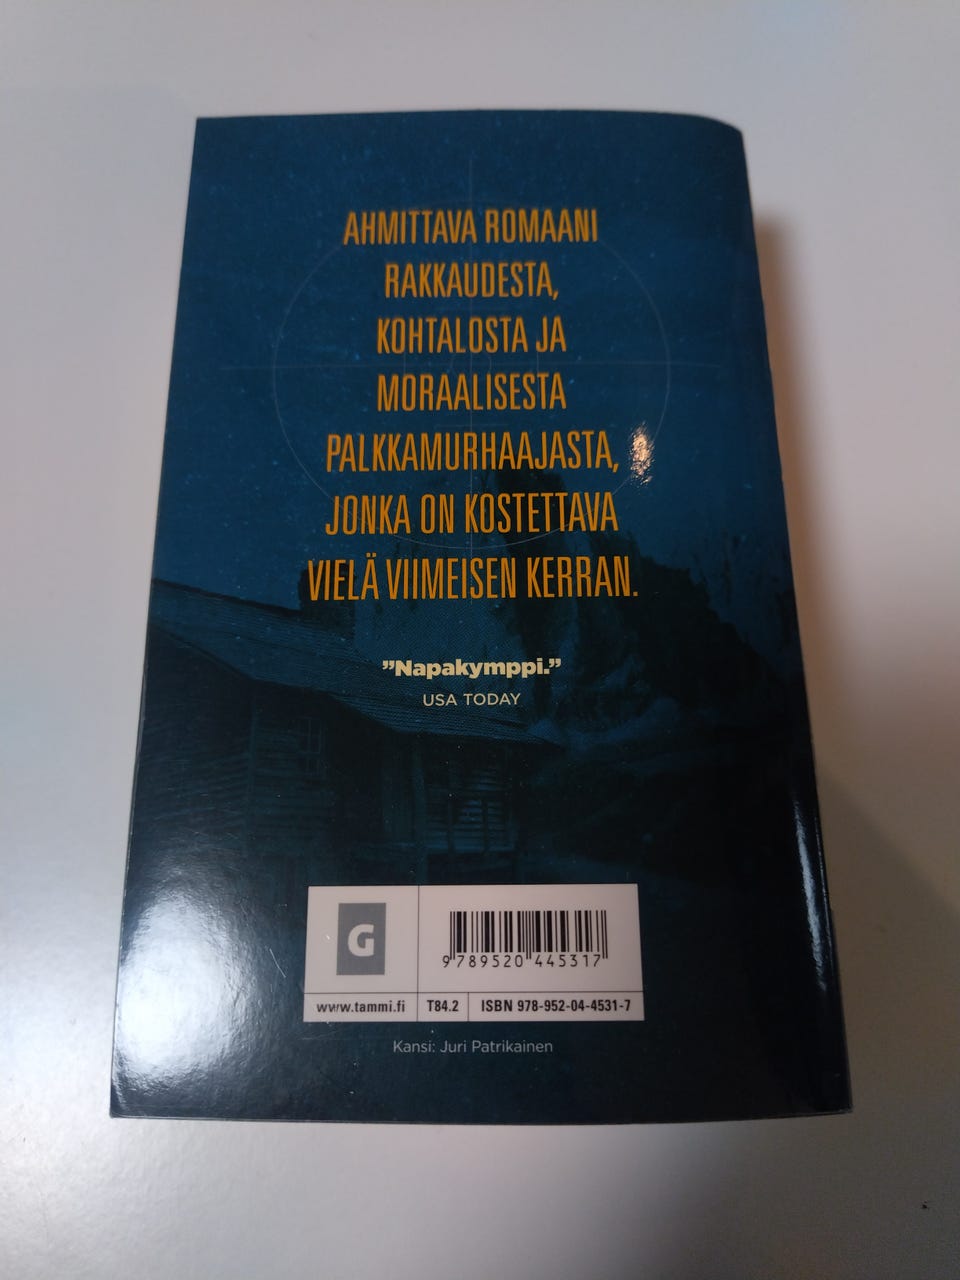 AHMITTAVA ROMAANI
RAKKAUDESTA,
KOHTALOSTA JA
MORAALISESTA
PALKKAMURHAAJASTA,
JONKA ON KOSTETTAVA
VIELÄ VIIMEISEN KERRAN.
”Napakymppi.”
USA TODAY
G
9 789520 445317
www.tammi.fi T84.2 ISBN 978-952-04-4531-7
Kansi: Juri Patrikainen